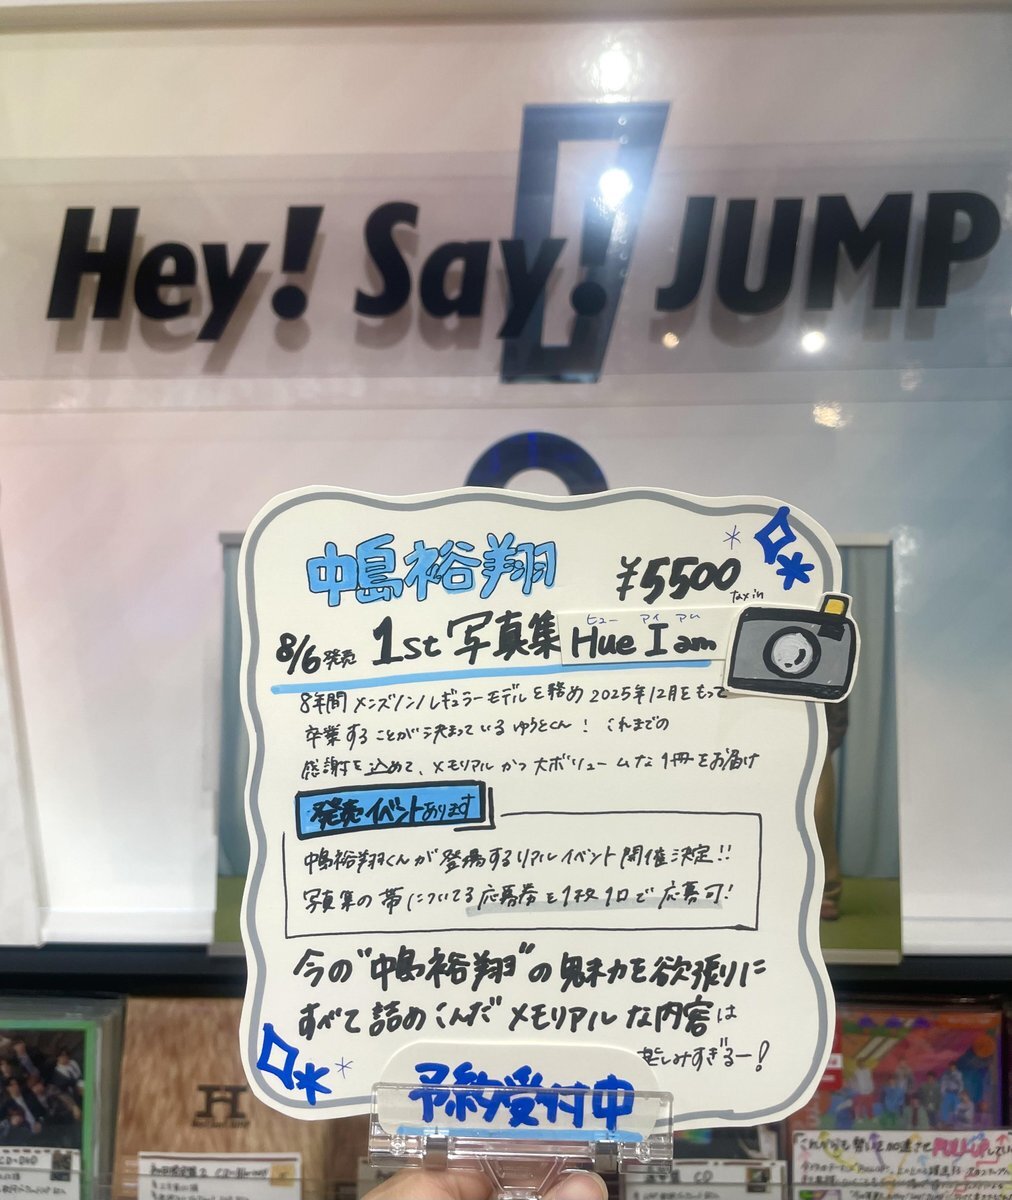 Hey! Say! JUMP
中島裕翔
¥5500
tax in
8/6発売 1st写真集 Hue I am
ヒュー アイ アム
8年間 メンズノンノレギュラーモデルを務め 2025年12月をもって
卒業することが決まっているゆうとくん! これまでの
感謝を込めて、メモリアルかつ大ボリュームな1冊をお届け
発売イベントあります
中島裕翔くんが登場するリアルイベント開催決定!!
写真集の帯についてる応募券を1枚1口で応募可!
今の"中島裕翔"の魅力を欲張りに
すべて詰めこんだメモリアルな内容は
楽しみすぎるー!
予約受付中
CD+DVD
CD
PULL UP